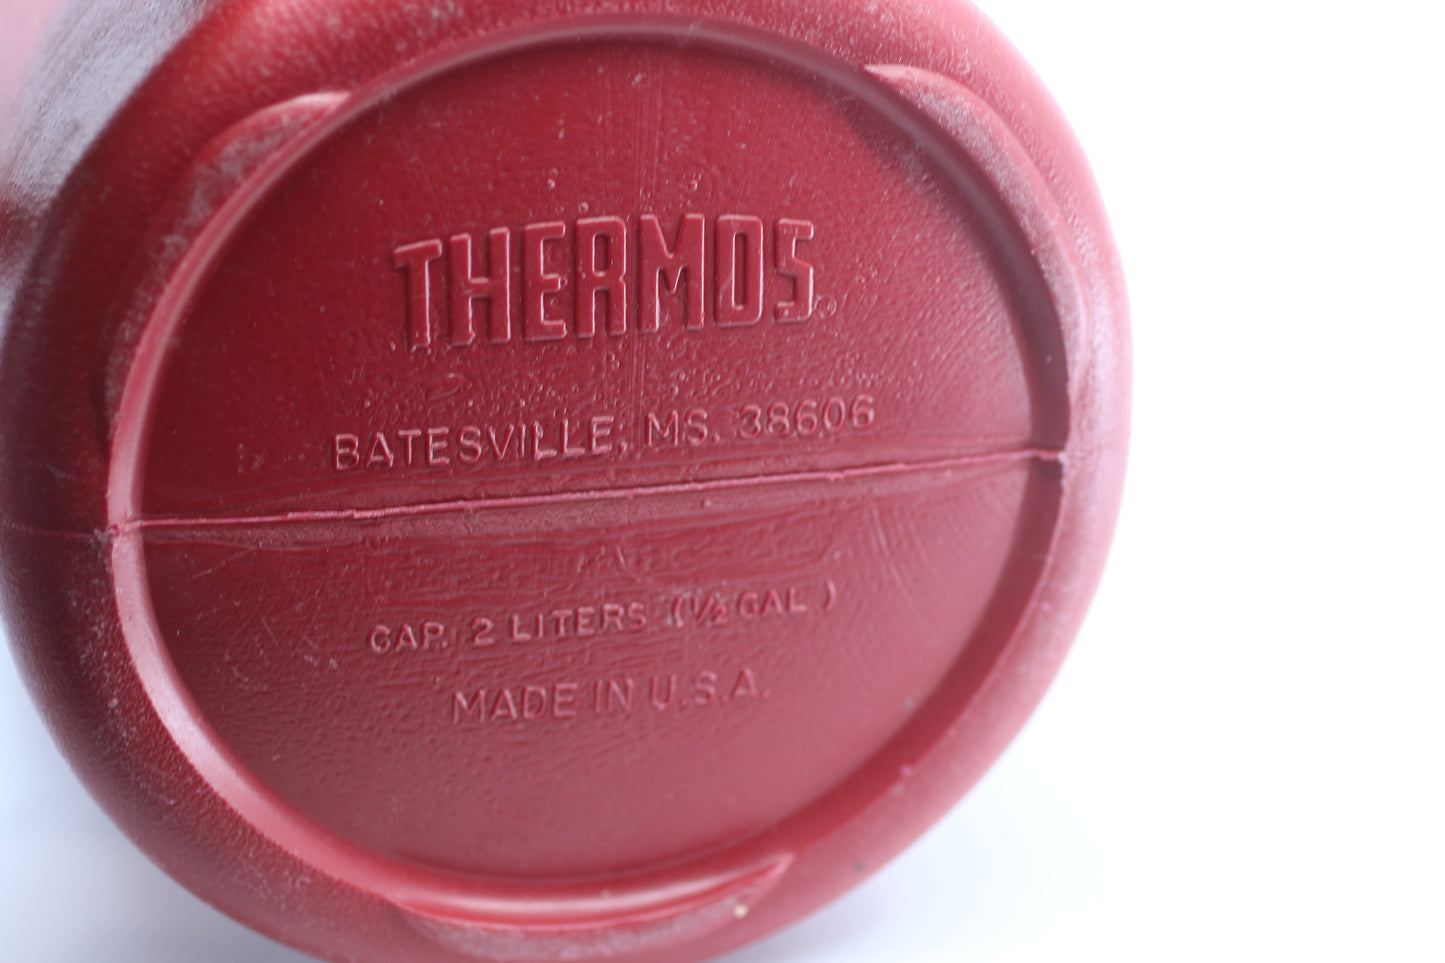 THERMOS®
BATESVILLE, MS. 38606
CAP. 2 LITERS (1/2 GAL )
MADE IN U.S.A.